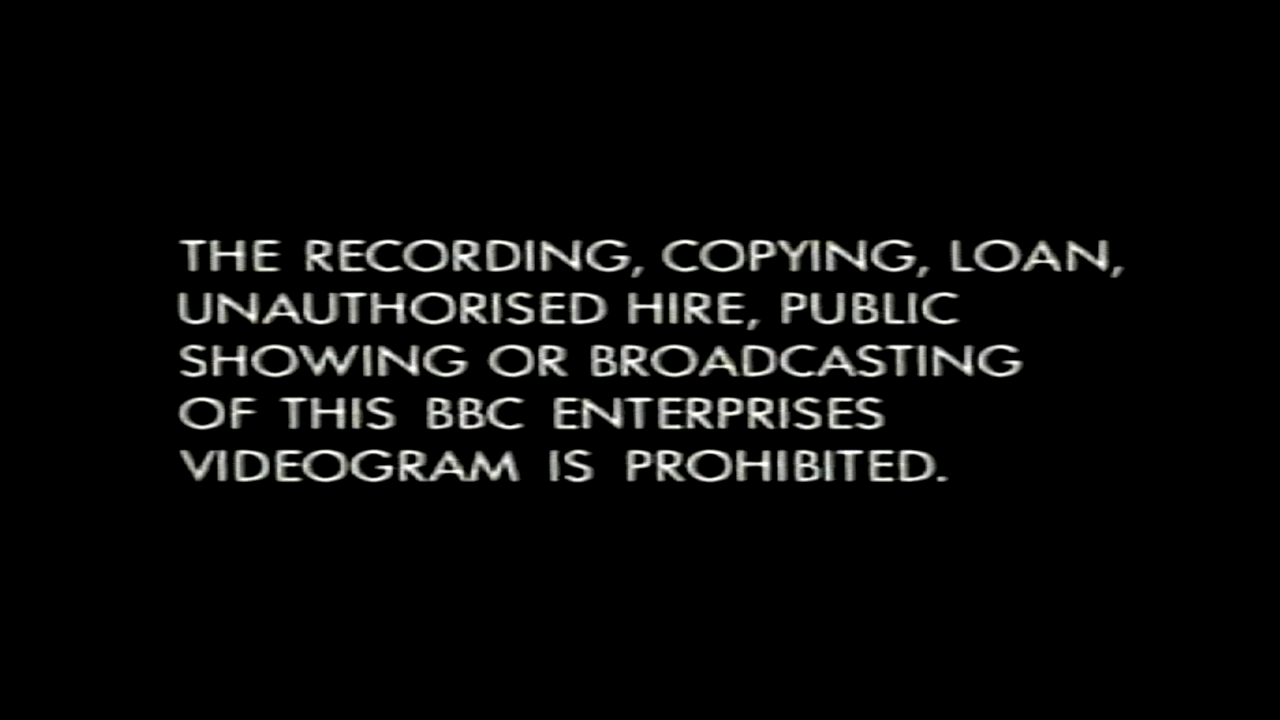 THE RECORDING, COPYING, LOAN,
UNAUTHORISED HIRE, PUBLIC
SHOWING OR BROADCASTING
OF THIS BBC ENTERPRISES
VIDEOGRAM IS PROHIBITED.